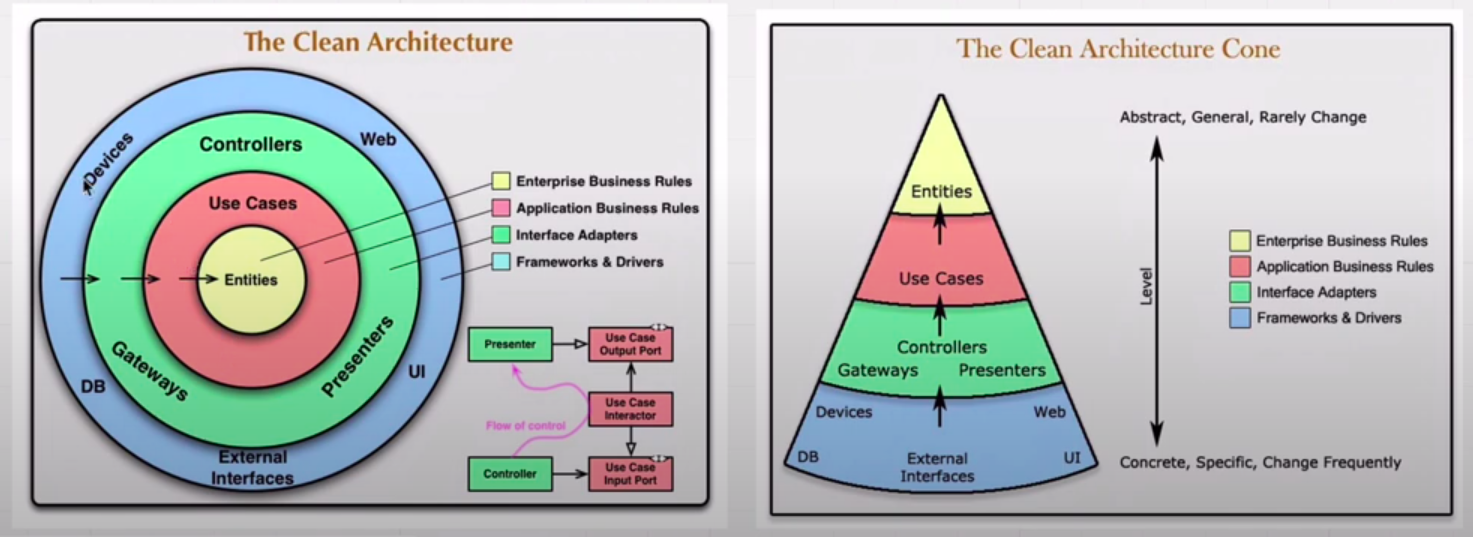 The Clean Architecture
Devices
Web
Controllers
Use Cases
Entities
Gateways
Presenters
DB
UI
External
Interfaces
Enterprise Business Rules
Application Business Rules
Interface Adapters
Frameworks & Drivers
Presenter
Use Case
Output Port
Use Case
Interactor
Flow of control
Controller
Use Case
Input Port
The Clean Architecture Cone
Entities
Use Cases
Controllers
Gateways Presenters
Devices Web
DB
External
Interfaces
UI
Abstract, General, Rarely Change
Level
Concrete, Specific, Change Frequently
Enterprise Business Rules
Application Business Rules
Interface Adapters
Frameworks & Drivers